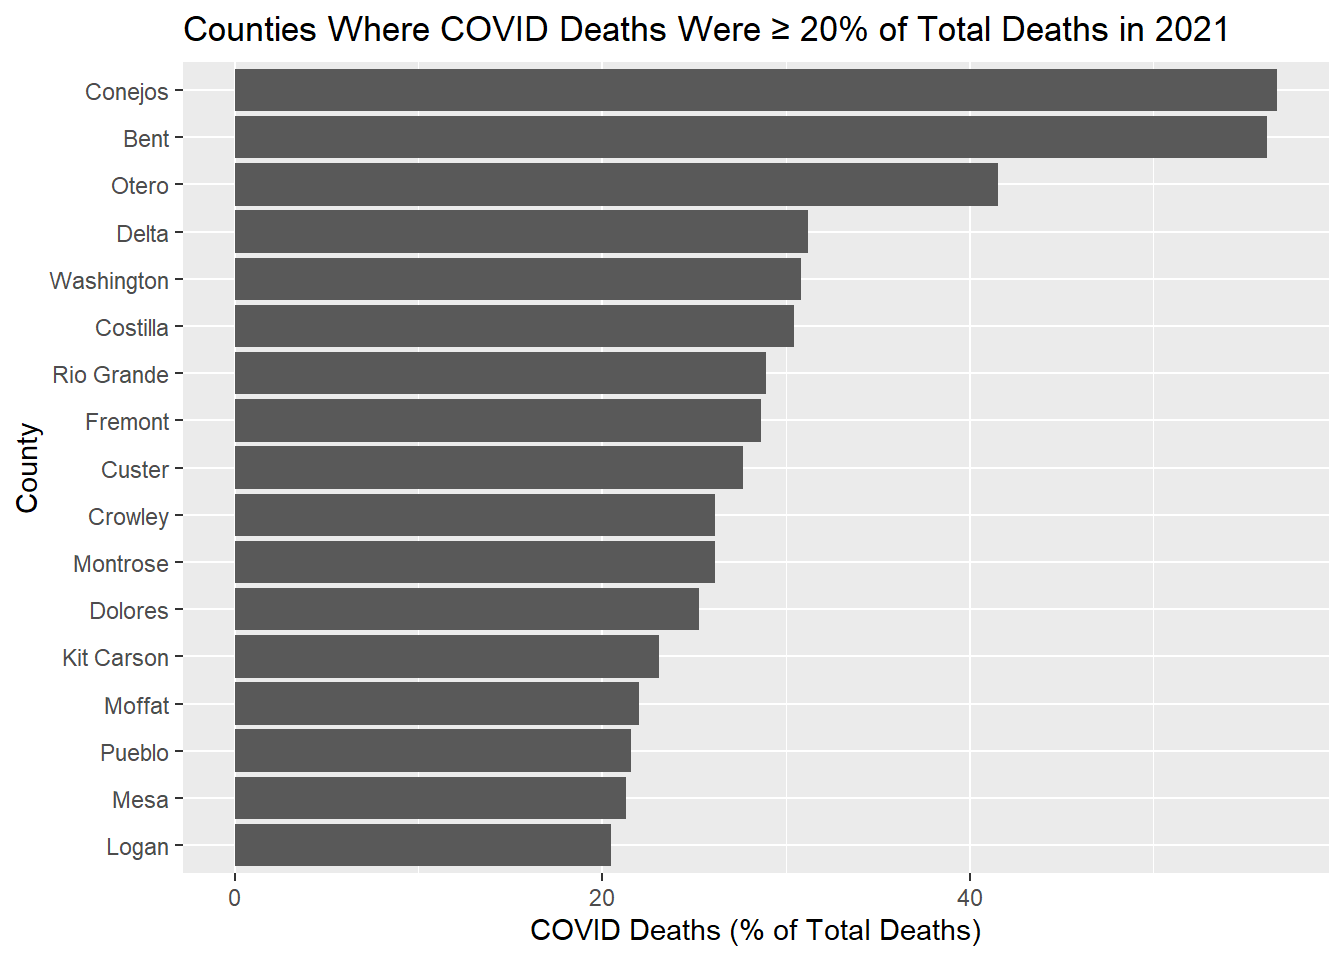 Counties Where COVID Deaths Were ≥ 20% of Total Deaths in 2021
Conejos
Bent
Otero
Delta
Washington
Costilla
Rio Grande
Fremont
Custer
Crowley
Montrose
Dolores
Kit Carson
Moffat
Pueblo
Mesa
Logan
County
0 20 40
COVID Deaths (% of Total Deaths)